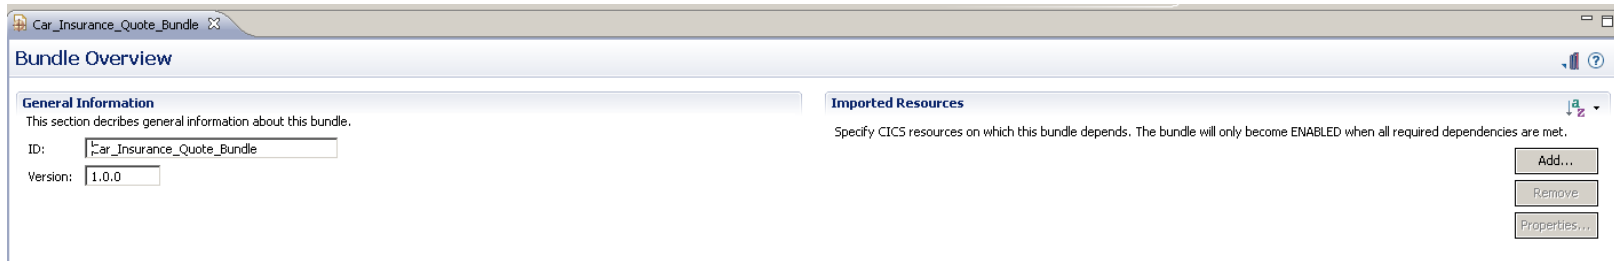 Car_Insurance_Quote_Bundle
Bundle Overview
General Information
This section decribes general information about this bundle.
ID: Car_Insurance_Quote_Bundle
Version: 1.0.0
Imported Resources
Specify CICS resources on which this bundle depends. The bundle will only become ENABLED when all required dependencies are met.
Add...
Remove
Properties...